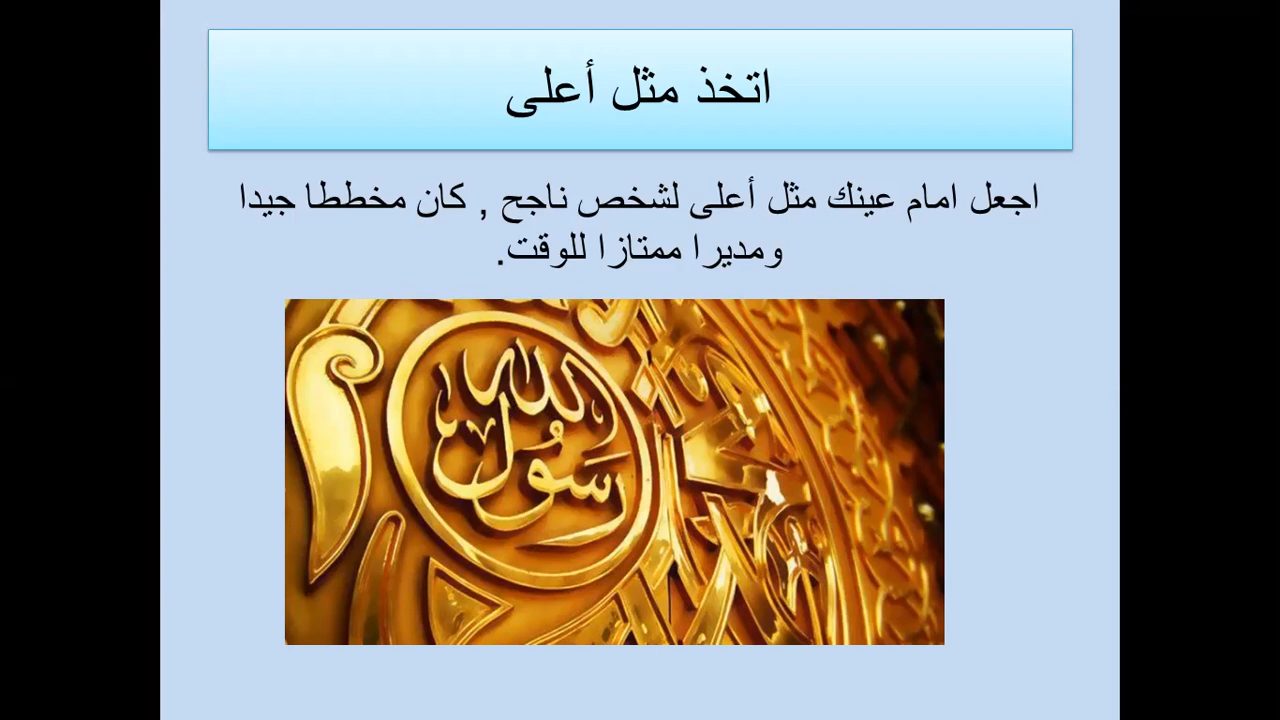 اتخذ مثل أعلى
اجعل امام عينك مثل أعلى لشخص ناجح , كان مخططا جيدا
ومديرا ممتازا للوقت.
الله
رسول